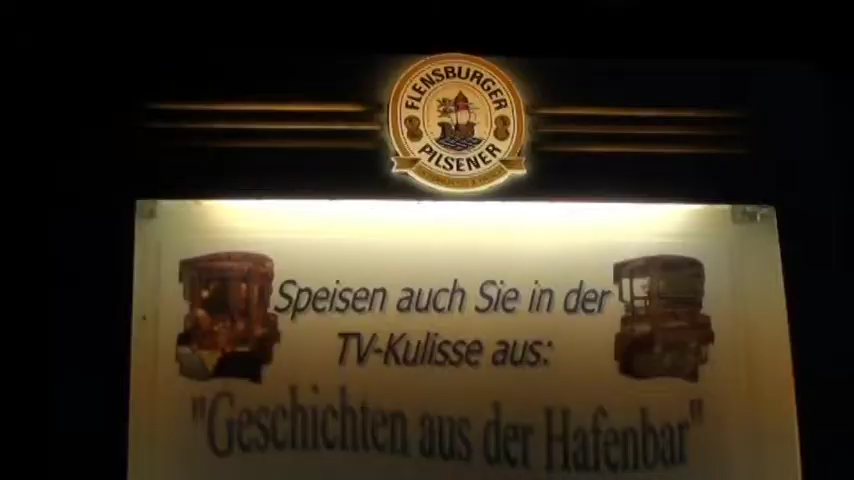 FLENSBURGER
PILSENER
Speisen auch Sie in der
TV-Kulisse aus:
"Geschichten aus der Hafenbar"